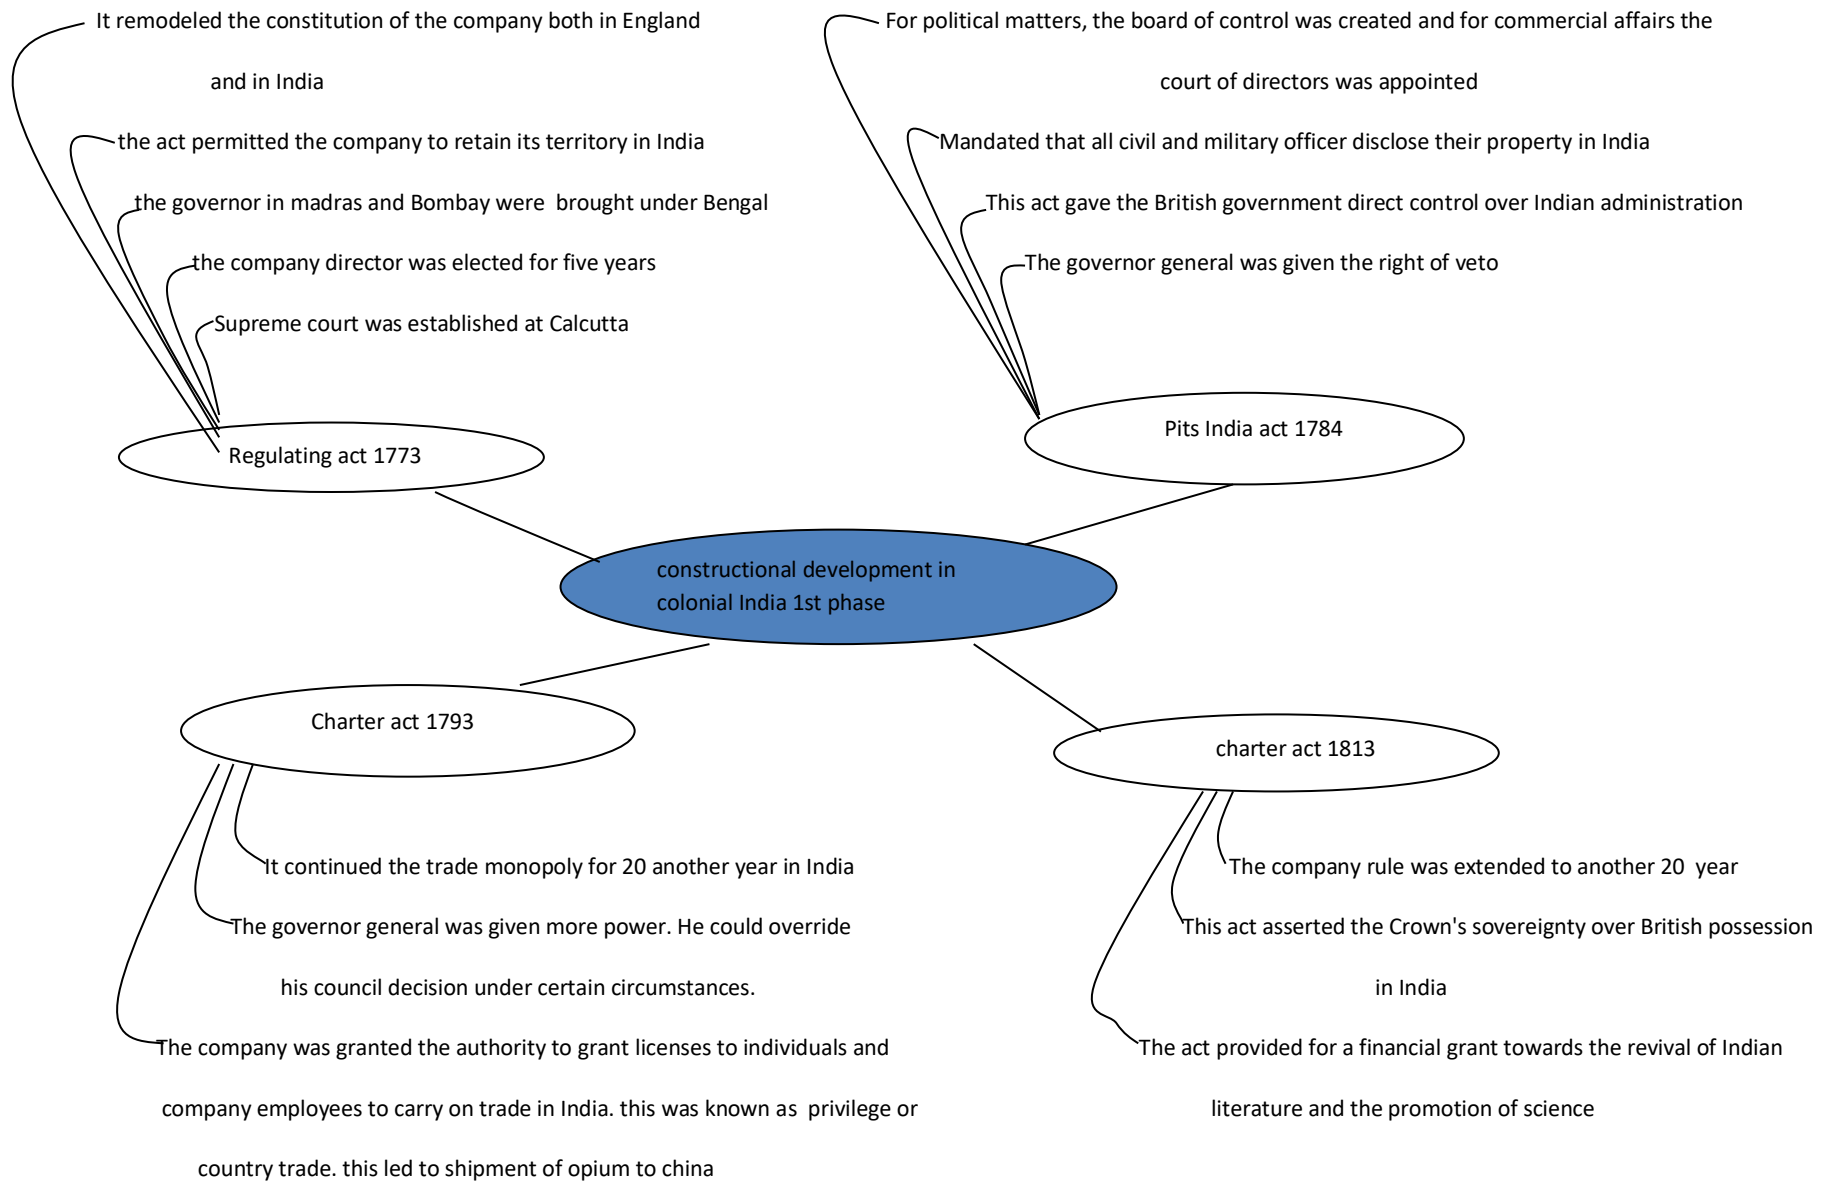 It remodeled the constitution of the company both in England
and in India
the act permitted the company to retain its territory in India
the governor in madras and Bombay were  brought under Bengal
the company director was elected for five years
Supreme court was established at Calcutta
Regulating act 1773
For political matters, the board of control was created and for commercial affairs the
court of directors was appointed
Mandated that all civil and military officer disclose their property in India
This act gave the British government direct control over Indian administration
The governor general was given the right of veto
Pits India act 1784
constructional development in
colonial India 1st phase
Charter act 1793
It continued the trade monopoly for 20 another year in India
The governor general was given more power. He could override
his council decision under certain circumstances.
The company was granted the authority to grant licenses to individuals and
company employees to carry on trade in India. this was known as  privilege or
country trade. this led to shipment of opium to china
charter act 1813
The company rule was extended to another 20  year
This act asserted the Crown's sovereignty over British possession
in India
The act provided for a financial grant towards the revival of Indian
literature and the promotion of science